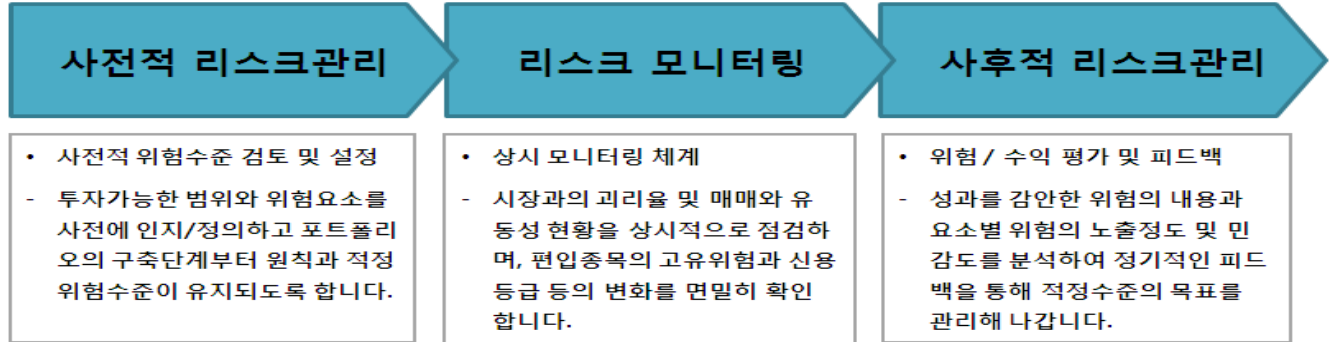 사전적 리스크관리
리스크 모니터링
사후적 리스크관리
• 사전적 위험수준 검토 및 설정
- 투자가능한 범위와 위험요소를
사전에 인지/정의하고 포트폴리
오의 구축단계부터 원칙과 적정
위험수준이 유지되도록 합니다.
• 상시 모니터링 체계
- 시장과의 괴리율 및 매매와 유
동성 현황을 상시적으로 점검하
며, 편입종목의 고유위험과 신용
등급 등의 변화를 면밀히 확인
합니다.
• 위험 / 수익 평가 및 피드백
- 성과를 감안한 위험의 내용과
요소별 위험의 노출정도 및 민
감도를 분석하여 정기적인 피드
백을 통해 적정수준의 목표를
관리해 나갑니다.